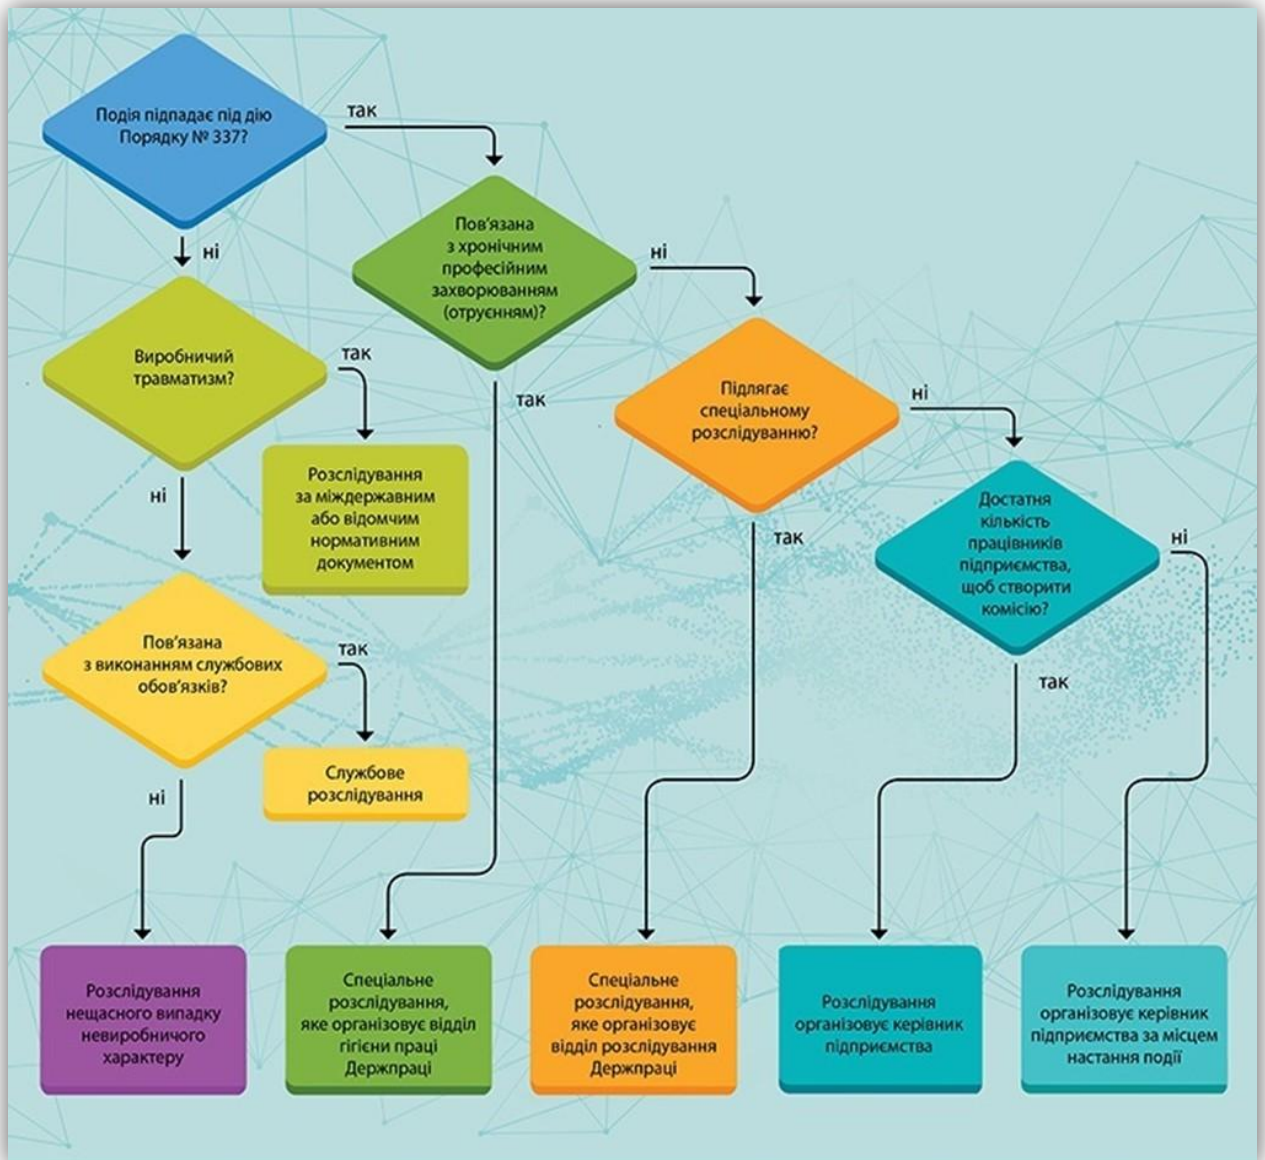 Подія підпадає під дію
Порядку № 337?
так
ні
Пов'язана
з хронічним
професійним
захворюванням
(отруєнням)?
ні
так
Виробничий
травматизм?
так
ні
Розслідування
за міждержавним
або відомчим
нормативним
документом
Підлягає
спеціальному
розслідуванню?
ні
так
Достатня
кількість
працівників
підприємства,
щоб створити
комісію?
ні
так
Пов'язана
з виконанням службових
обов'язків?
так
ні
Службове
розслідування
Розслідування
нещасного випадку
невиробничого
характеру
Спеціальне
розслідування,
яке організовує відділ
гігієни праці
Держпраці
Спеціальне
розслідування,
яке організовує
відділ розслідування
Держпраці
Розслідування
організовує керівник
підприємства
Розслідування
організовує керівник
підприємства за місцем
настання події